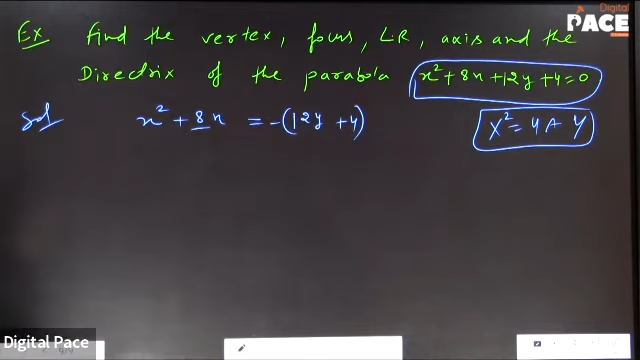 Ex Find the vertex, focus, LR, axis and the
Directrix of the parabola x²+8x+12y+4=0
Sol x² + 8x = -(12y +4)
X² = 4A Y
Digital
PACE
Digital Pace